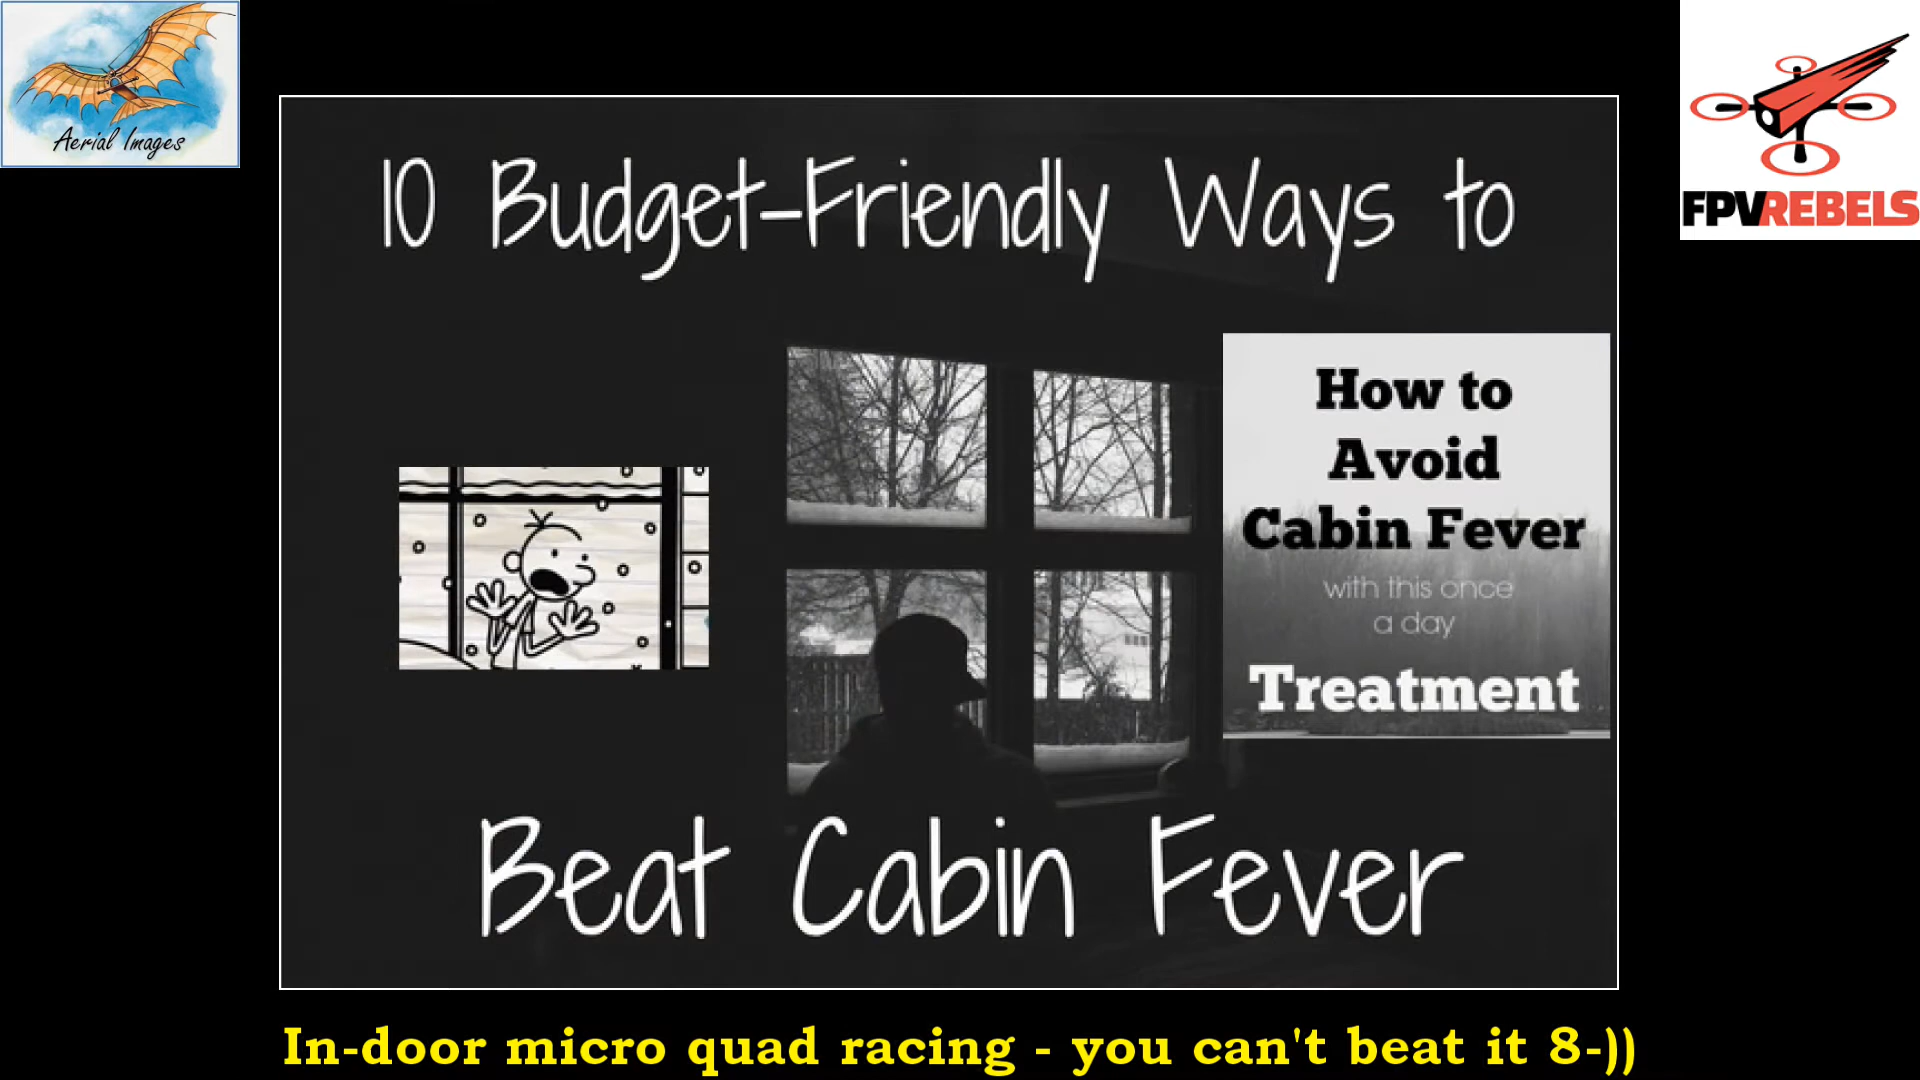 Aerial Images
FPVREBELS
10 Budget-Friendly Ways to
How to
Avoid
Cabin Fever
with this once
a day
Treatment
Beat Cabin Fever
In-door micro quad racing - you can't beat it 8-))